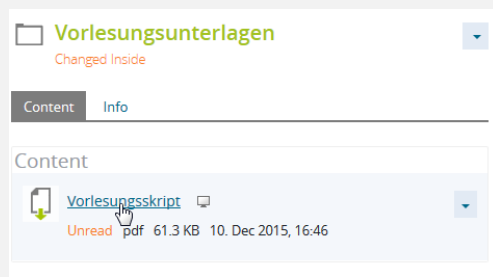 Vorlesungsunterlagen
Changed Inside
Content Info
Content
Vorlesungsskript
Unread pdf 61.3 KB 10. Dec 2015, 16:46